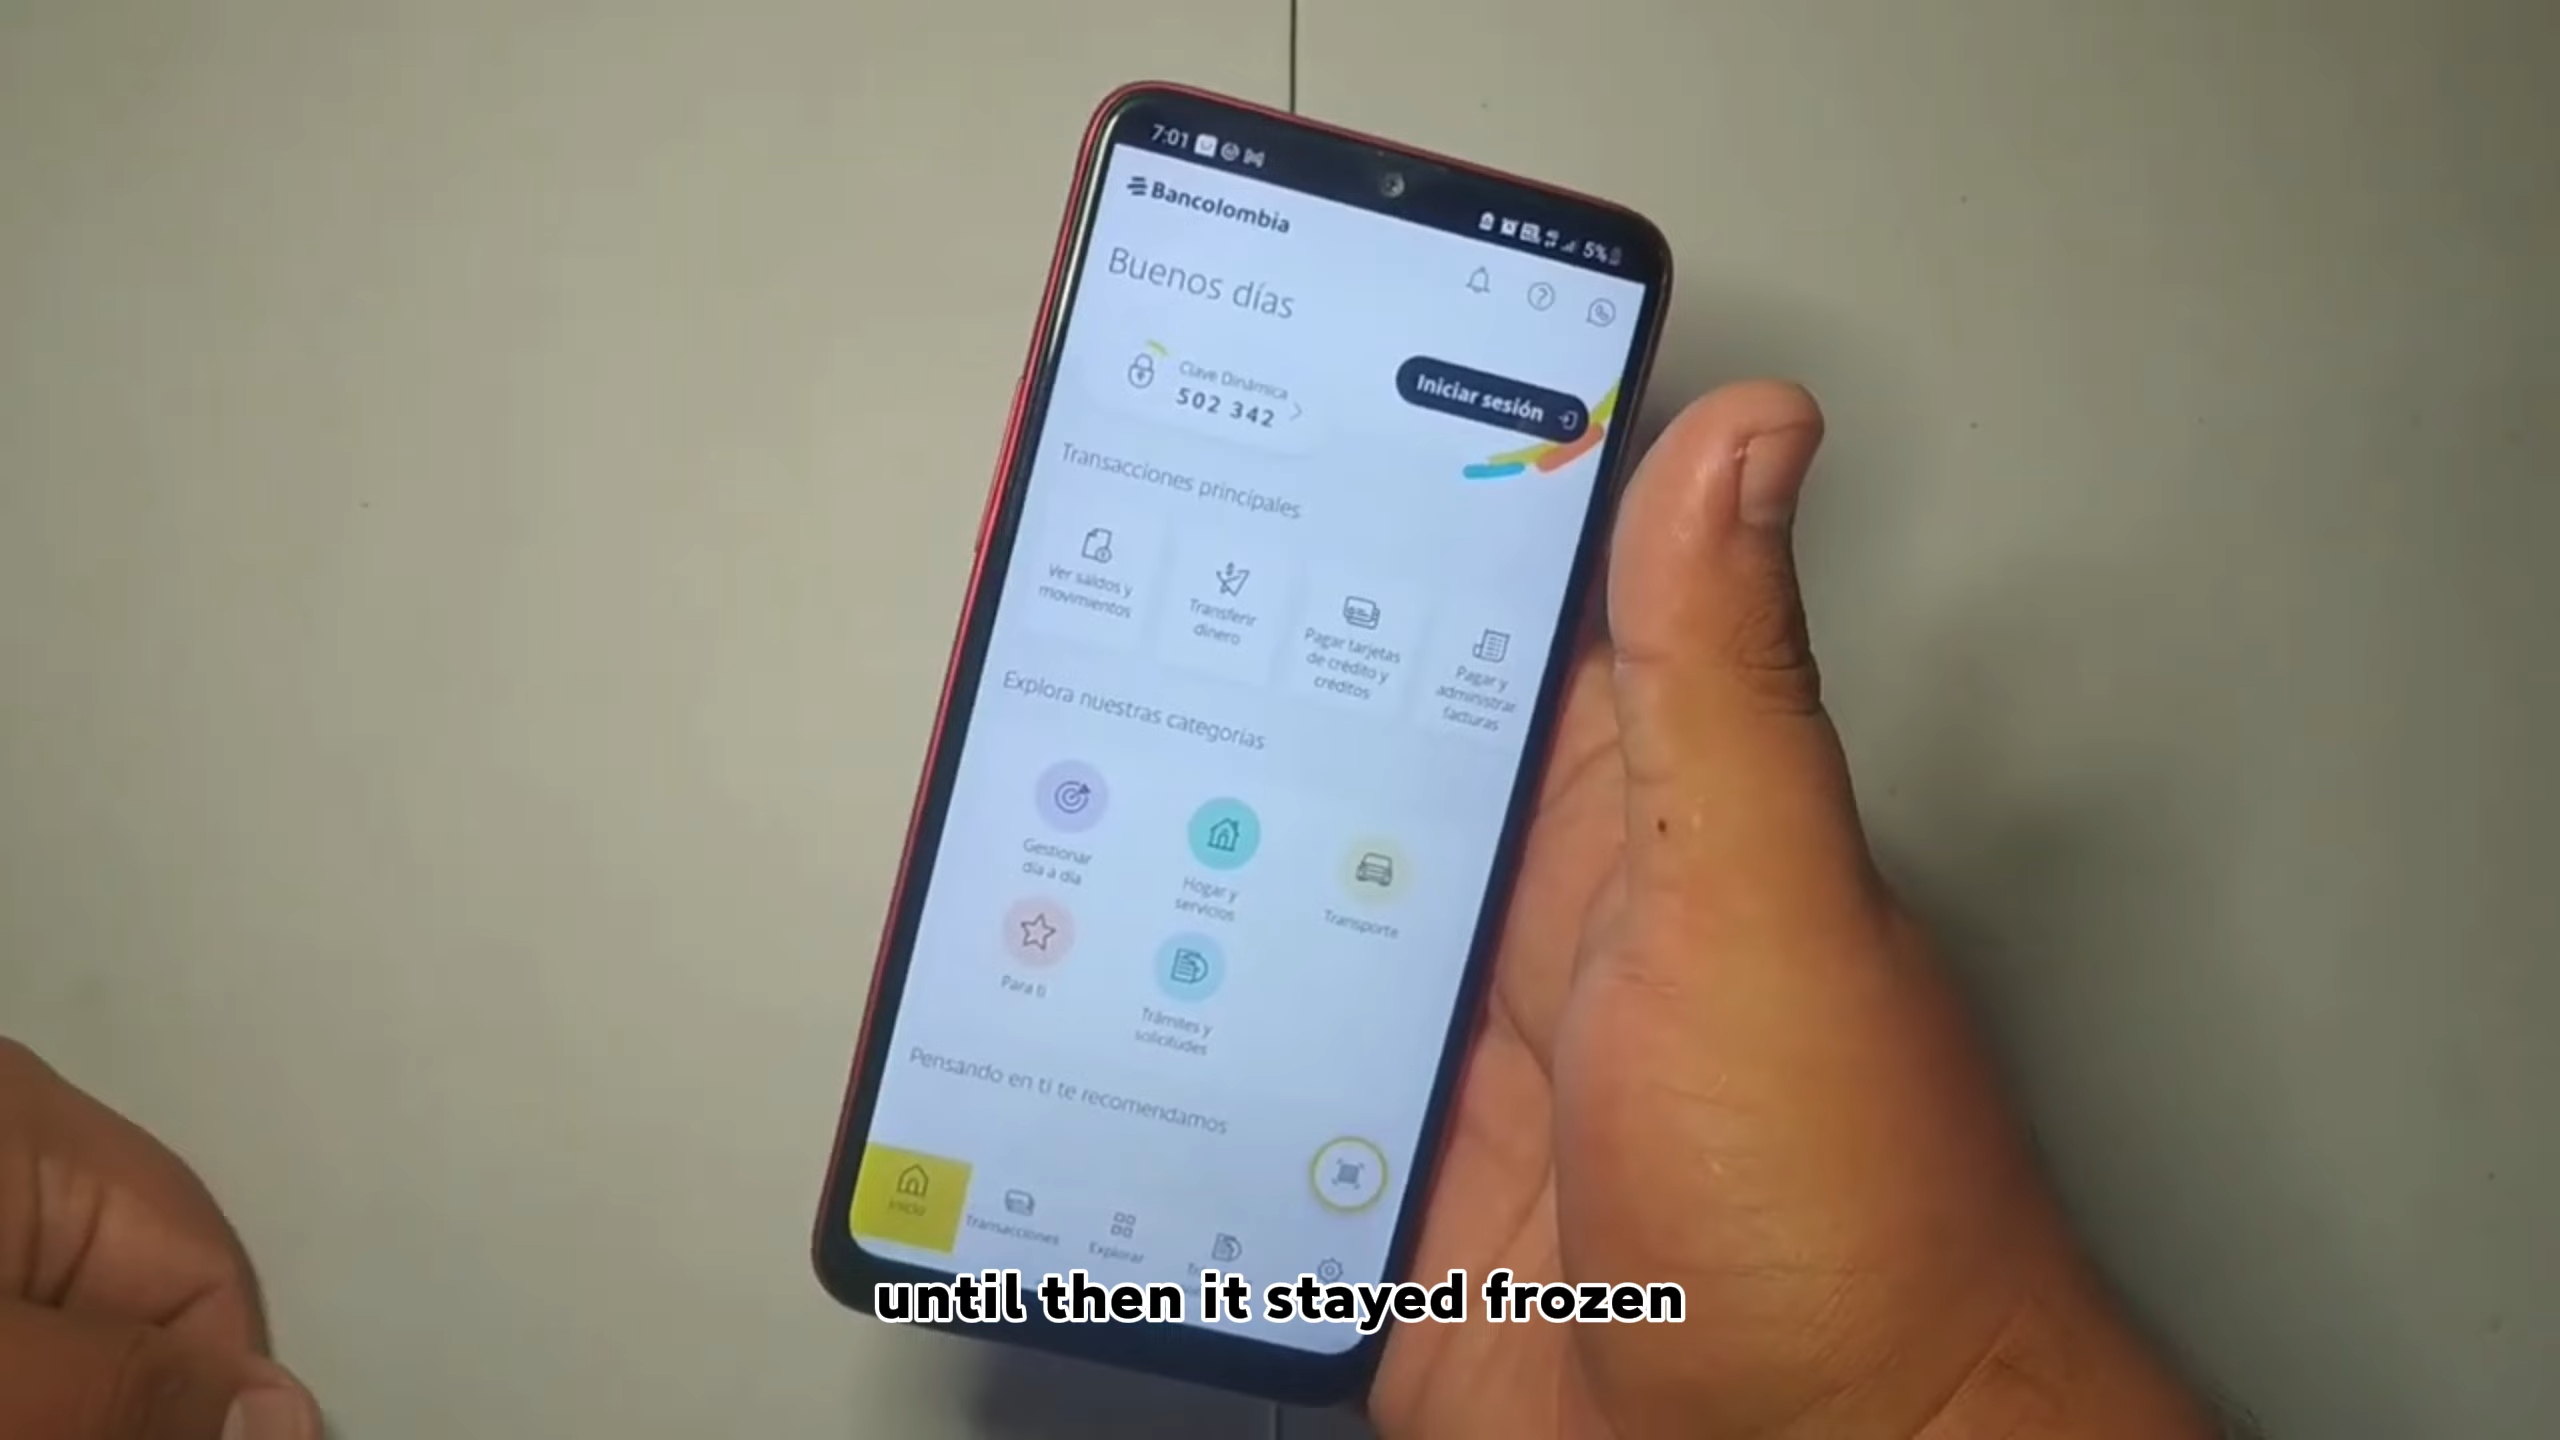 7:01
5%
Bancolombia
Buenos días
Clave Dinámica
502 342
Iniciar sesión
Transacciones principales
Ver saldos y
movimientos
Transferir
dinero
Pagar tarjetas
de crédito y
créditos
Pagar y
administrar
facturas
Explora nuestras categorías
Gestionar
día a día
Hogar y
servicios
Transporte
Para ti
Trámites y
solicitudes
Pensando en ti te recomendamos
Inicio
Transacciones
Explorar
until then it stayed frozen